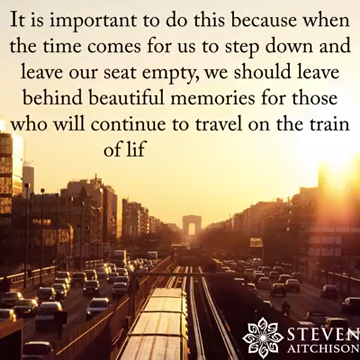 It is important to do this because when
the time comes for us to step down and
leave our seat empty, we should leave
behind beautiful memories for those
who will continue to travel on the train
of lif
STEVEN
AITCHISON